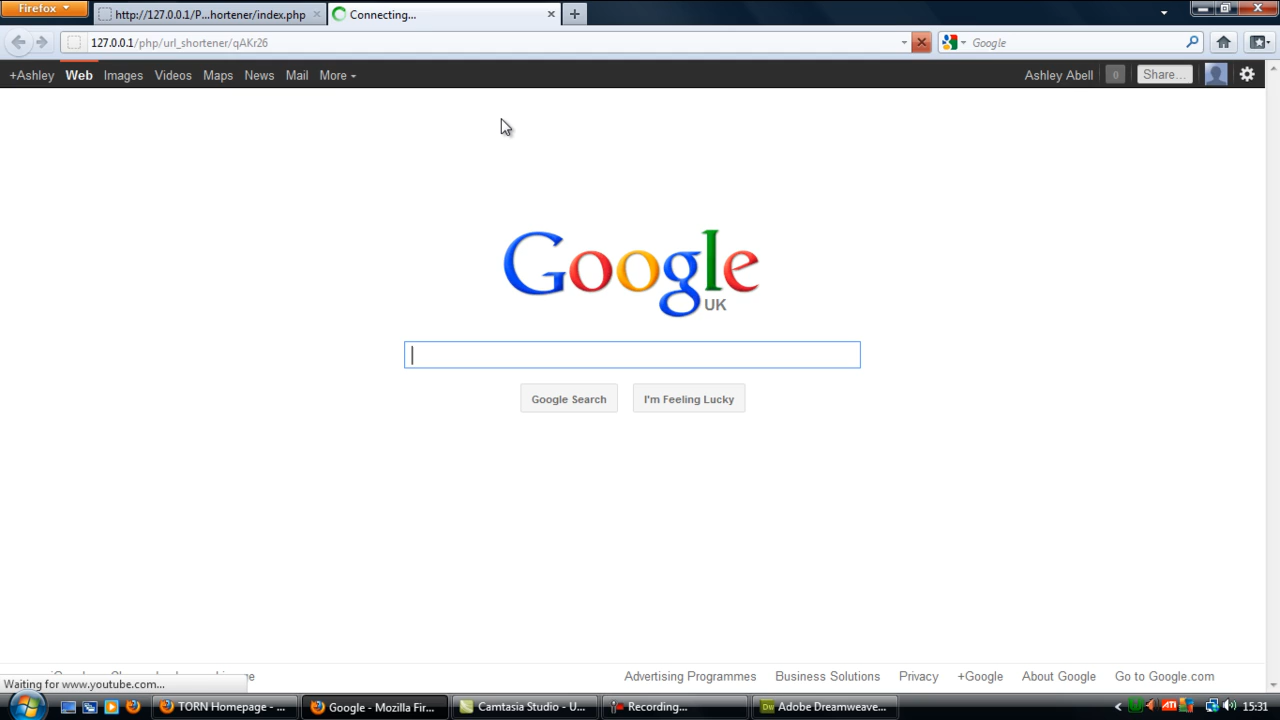 Firefox
http://127.0.0.1/P...hortener/index.php
Connecting...
127.0.0.1/php/url_shortener/qAKr26
Google
+Ashley Web Images Videos Maps News Mail More
Ashley Abell 0 Share...
Google
UK
Google Search I'm Feeling Lucky
Advertising Programmes Business Solutions Privacy +Google About Google Go to Google.com
Waiting for www.youtube.com...
TORN Homepage - ...
Google - Mozilla Fir...
Camtasia Studio - U...
Recording...
Dw Adobe Dreamweave...
ATI
15:31